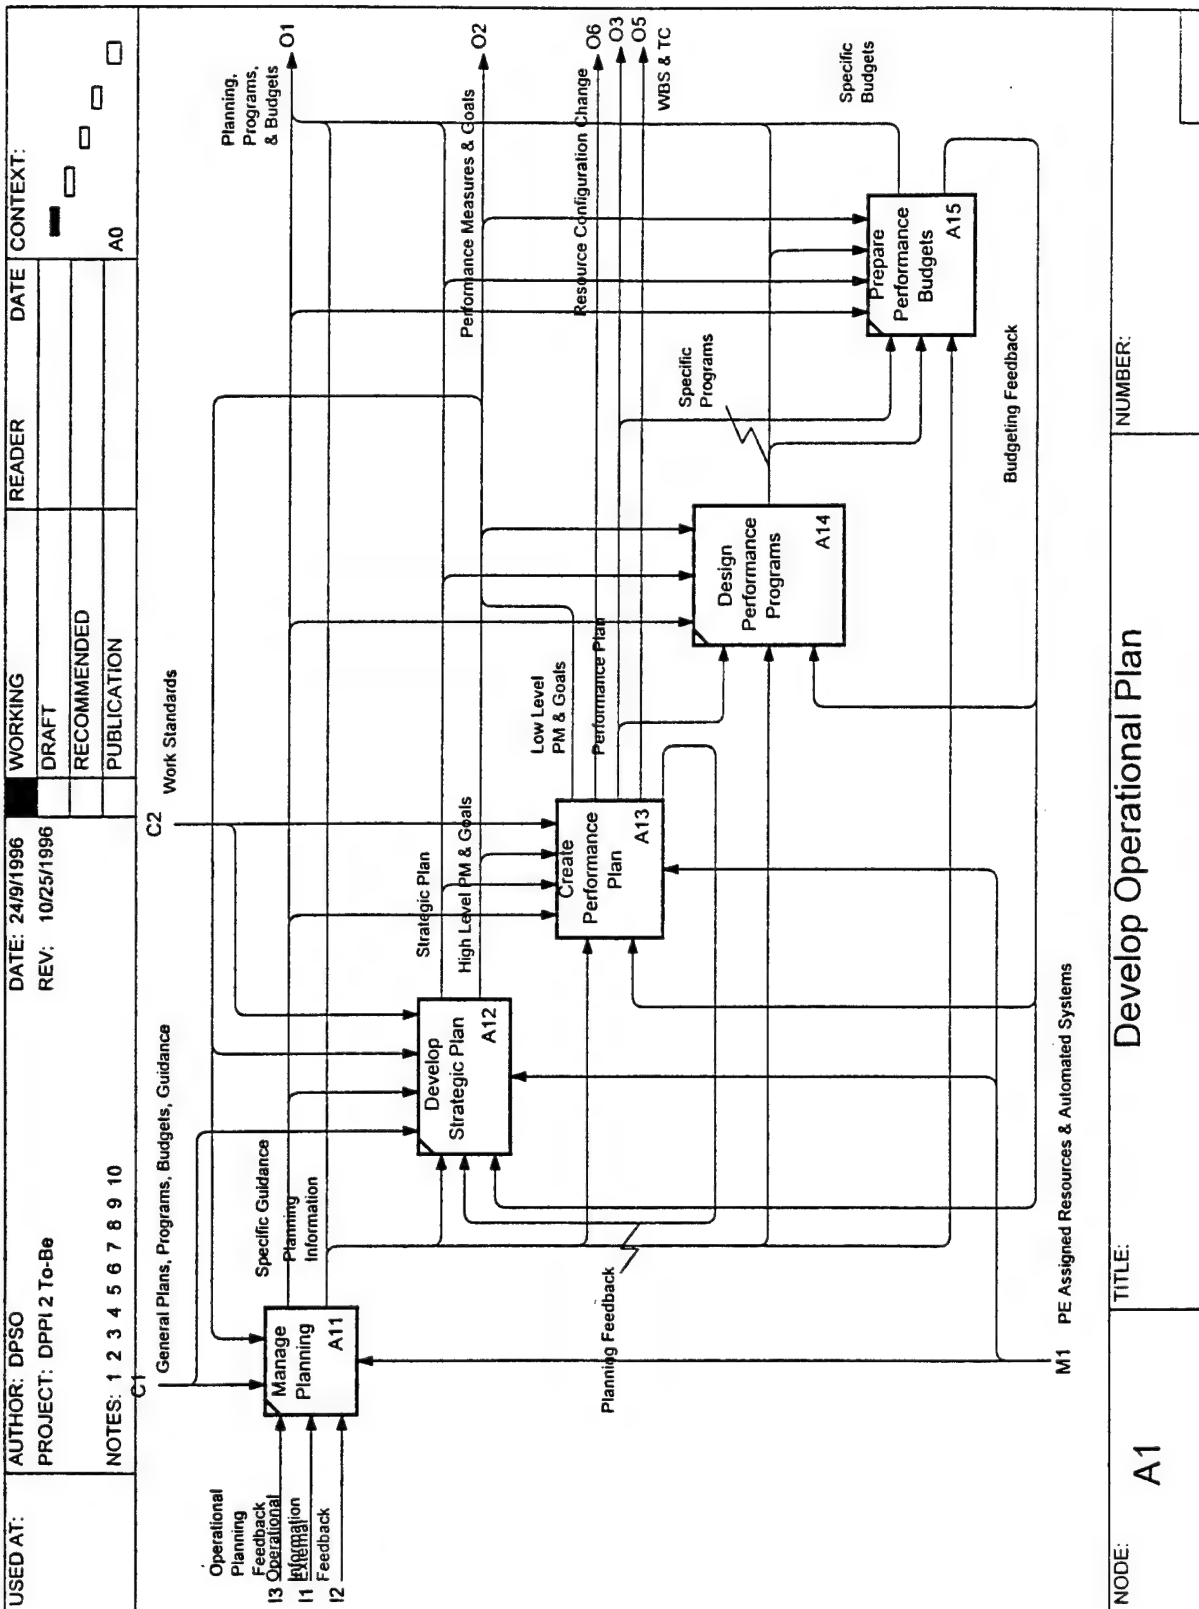 USED AT:
AUTHOR: DPSO
DATE: 24/9/1996
WORKING
READER
DATE
CONTEXT:
PROJECT: DPPI 2 To-Be
REV: 10/25/1996
DRAFT
RECOMMENDED
NOTES: 1 2 3 4 5 6 7 8 9 10
PUBLICATION
A0
C1
General Plans, Programs, Budgets, Guidance
C2
Work Standards
Operational
Planning
Feedback
I3
Operational
Information
I1
External
Feedback
I2
Manage
Planning
A11
Specific Guidance
Planning
Information
Develop
Strategic Plan
A12
Strategic Plan
High Level PM & Goals
Create
Performance
Plan
A13
Low Level
PM & Goals
Performance Plan
Design
Performance
Programs
A14
Specific
Programs
Prepare
Performance
Budgets
A15
Specific
Budgets
Planning,
Programs,
& Budgets
O1
Performance Measures & Goals
O2
Resource Configuration Change
O6
O3
O5
WBS & TC
Planning Feedback
Budgeting Feedback
M1
PE Assigned Resources & Automated Systems
NODE:
A1
TITLE:
Develop Operational Plan
NUMBER: